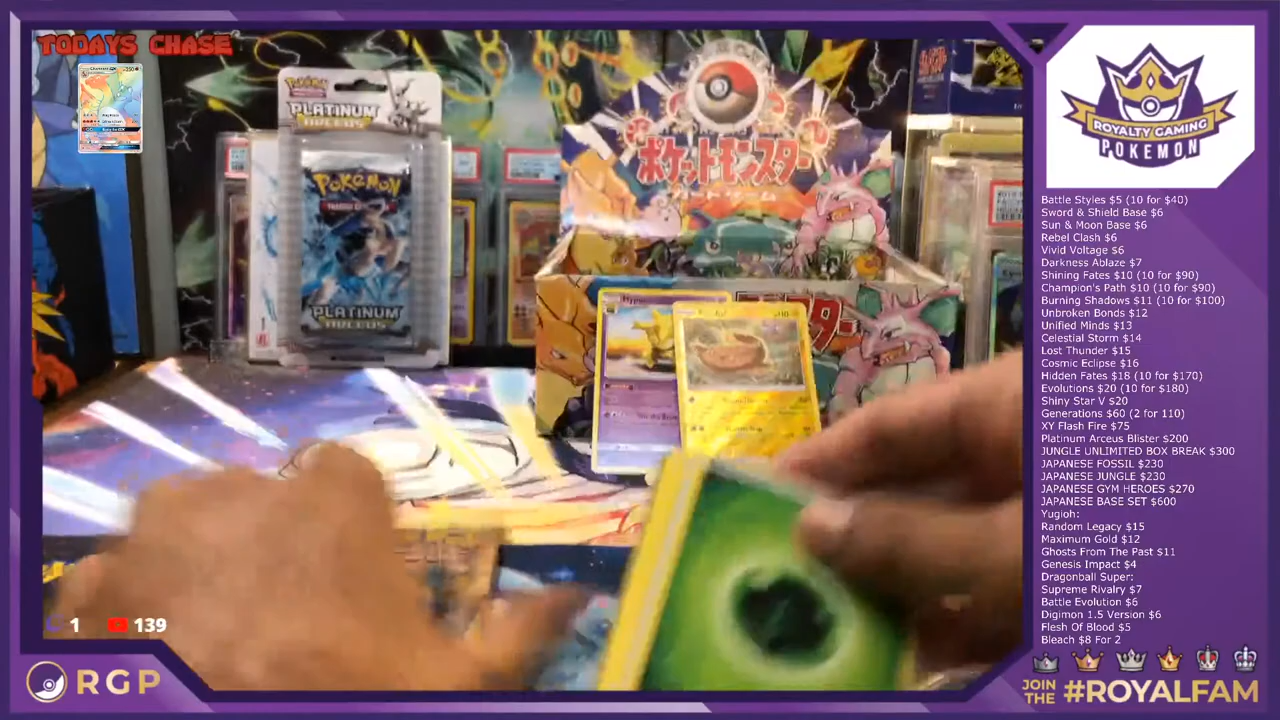 TODAYS CHASE
POKéMON
PLATINUM
ARCEUS
POKéMON
PLATINUM
ARCEUS
ポケットモンスター
カードゲーム
Hypno
1
139
RGP
ROYALTY GAMING
POKEMON
Battle Styles $5 (10 for $40)
Sword & Shield Base $6
Sun & Moon Base $6
Rebel Clash $6
Vivid Voltage $6
Darkness Ablaze $7
Shining Fates $10 (10 for $90)
Champion's Path $10 (10 for $90)
Burning Shadows $11 (10 for $100)
Unbroken Bonds $12
Unified Minds $13
Celestial Storm $14
Lost Thunder $15
Cosmic Eclipse $16
Hidden Fates $18 (10 for $170)
Evolutions $20 (10 for $180)
Shiny Star V $20
Generations $60 (2 for 110)
XY Flash Fire $75
Platinum Arceus Blister $200
JUNGLE UNLIMITED BOX BREAK $300
JAPANESE FOSSIL $230
JAPANESE JUNGLE $230
JAPANESE GYM HEROES $270
JAPANESE BASE SET $600
Yugioh:
Random Legacy $15
Maximum Gold $12
Ghosts From The Past $11
Genesis Impact $4
Dragonball Super:
Supreme Rivalry $7
Battle Evolution $6
Digimon 1.5 Version $6
Flesh Of Blood $5
Bleach $8 For 2
JOIN
THE #ROYALFAM